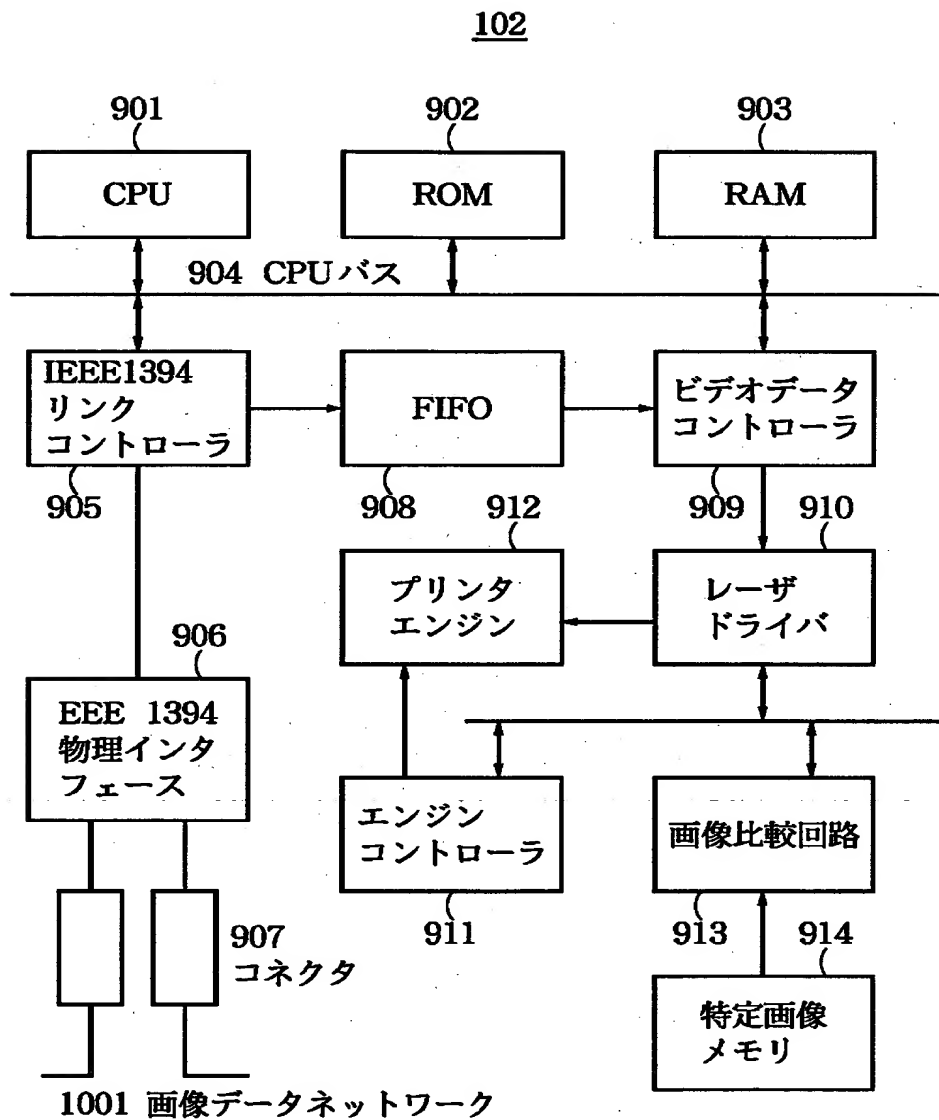 102
901
902
903
CPU
ROM
RAM
904 CPUバス
IEEE1394
リンク
コントローラ
FIFO
ビデオデータ
コントローラ
905
908
912
909
910
プリンタ
エンジン
レーザ
ドライバ
906
EEE 1394
物理インタ
フェース
エンジン
コントローラ
画像比較回路
907
コネクタ
911
913
914
特定画像
メモリ
1001 画像データネットワーク